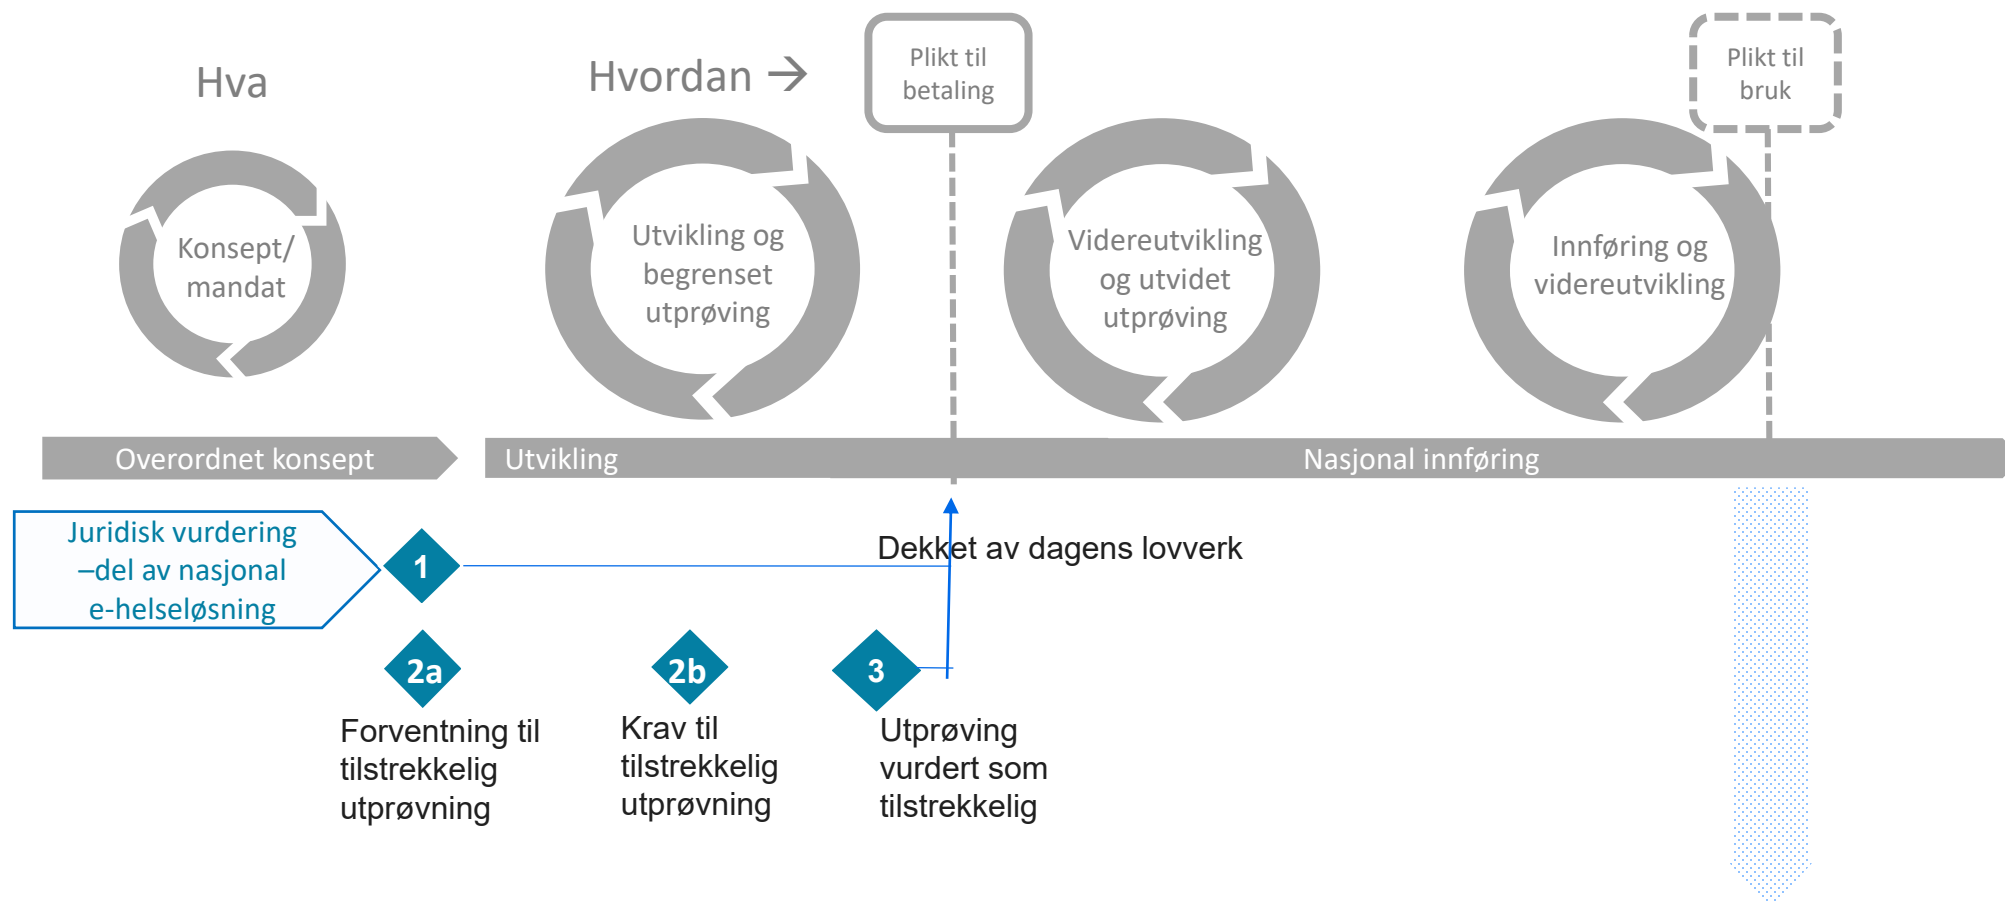 Hva
Hvordan →
Plikt til
betaling
Plikt til
bruk
Konsept/
mandat
Utvikling og
begrenset
utprøving
Videreutvikling
og utvidet
utprøving
Innføring og
videreutvikling
Overordnet konsept
Utvikling
Nasjonal innføring
Juridisk vurdering
–del av nasjonal
e-helseløsning
1
Dekket av dagens lovverk
2a
2b
3
Forventning til
tilstrekkelig
utprøvning
Krav til
tilstrekkelig
utprøvning
Utprøving
vurdert som
tilstrekkelig